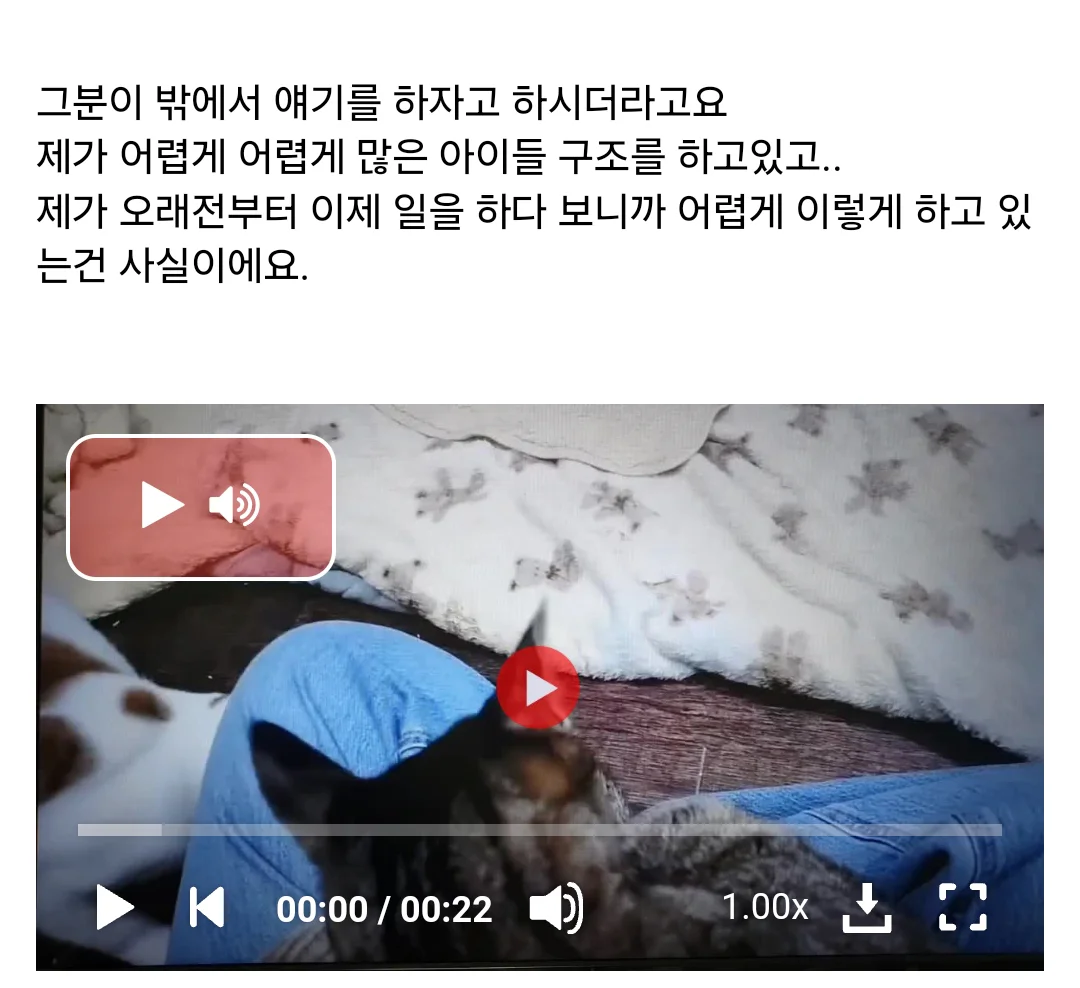 그분이 밖에서 얘기를 하자고 하시더라고요
제가 어렵게 어렵게 많은 아이들 구조를 하고있고..
제가 오래전부터 이제 일을 하다 보니까 어렵게 이렇게 하고 있
는건 사실이에요.
00:00 / 00:22
1.00x